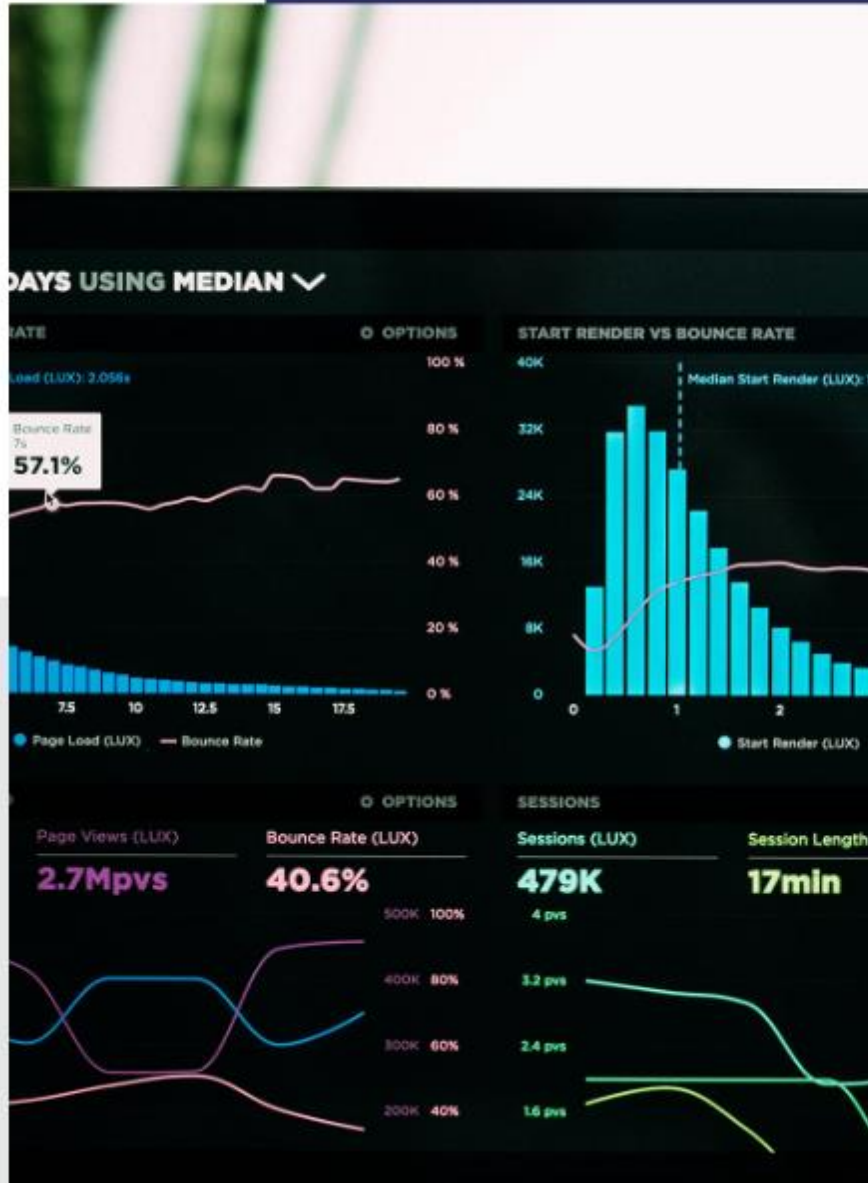 DAYS USING MEDIAN
RATE
OPTIONS
Load (LUX): 2.056s
100 %
80 %
60 %
40 %
20 %
0 %
Bounce Rate
7s
57.1%
7.5 10 12.5 15 17.5
Page Load (LUX) Bounce Rate
START RENDER VS BOUNCE RATE
40K
32K
24K
16K
8K
0
Median Start Render (LUX):
0 1 2
Start Render (LUX)
OPTIONS
Page Views (LUX) Bounce Rate (LUX)
2.7Mpvs 40.6%
500K 100%
400K 80%
300K 60%
200K 40%
SESSIONS
Sessions (LUX) Session Length
479K 17min
4 pvs
3.2 pvs
2.4 pvs
1.6 pvs